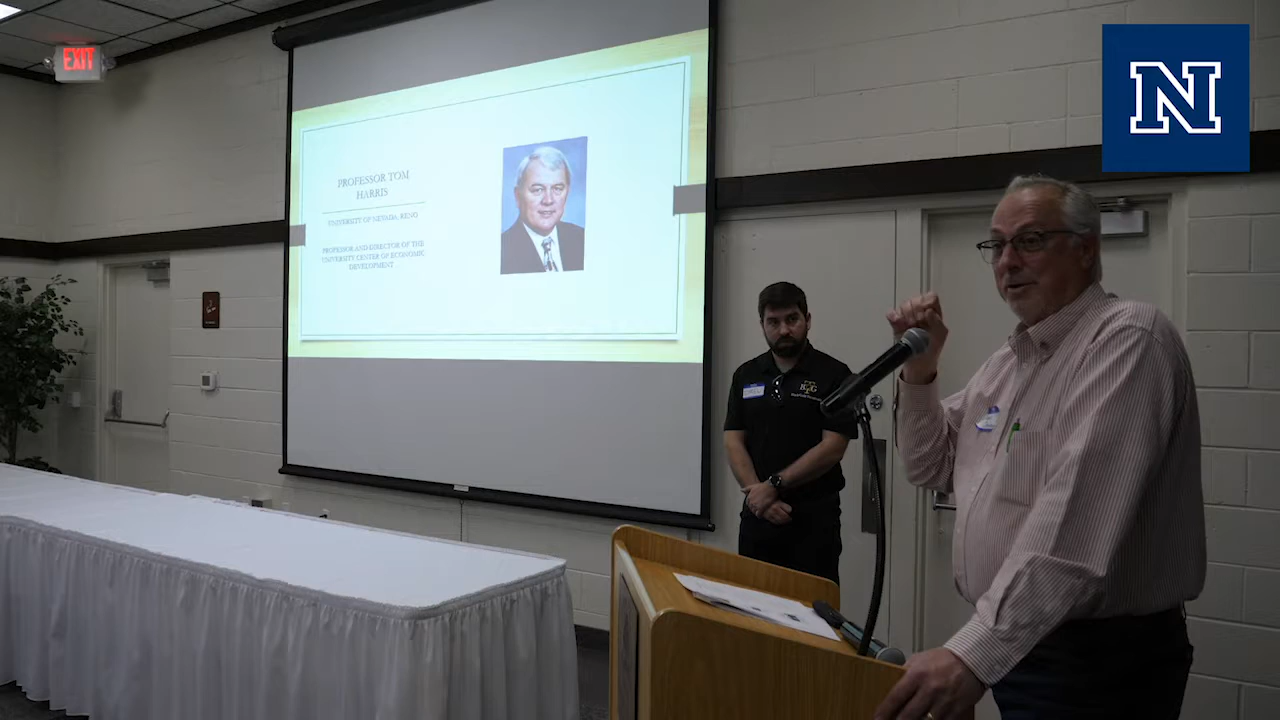 EXIT
N
PROFESSOR TOM
HARRIS
UNIVERSITY OF NEVADA, RENO
PROFESSOR AND DIRECTOR OF THE
UNIVERSITY CENTER OF ECONOMIC
DEVELOPMENT